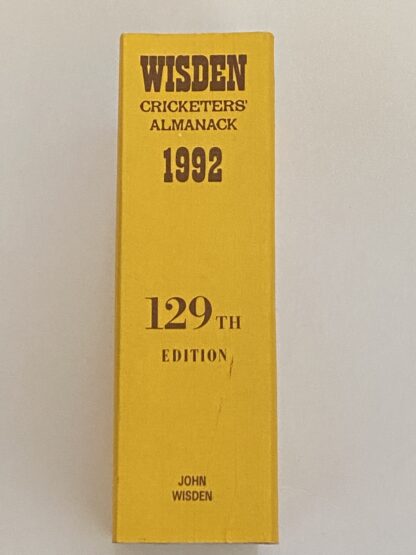 WISDEN
CRICKETERS'
ALMANACK
1992
129TH
EDITION
JOHN
WISDEN